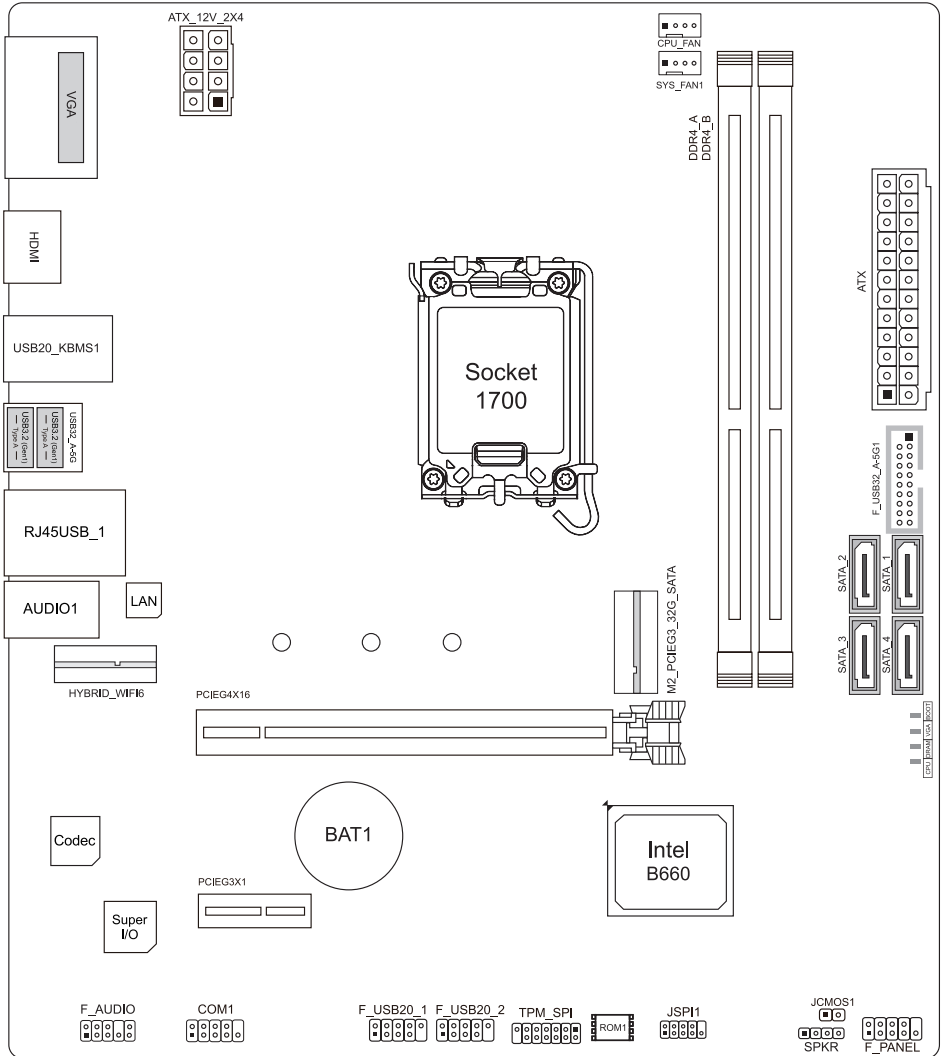 ATX_12V_2X4
CPU_FAN
SYS_FAN1
VGA
DDR4_A
DDR4_B
HDMI
ATX
USB20_KBMS1
Socket
1700
USB32_A-5G
USB3.2 (Gen1)
Type A
USB3.2 (Gen1)
Type A
F_USB32_A-5G1
RJ45USB_1
SATA_2
SATA_1
AUDIO1
LAN
M2_PCIEG3_32G_SATA
SATA_3
SATA_4
HYBRID_WIFI6
PCIEG4X16
BOOT
VGA
DRAM
CPU
BAT1
Codec
Intel
B660
PCIEG3X1
Super
I/O
F_AUDIO
COM1
F_USB20_1
F_USB20_2
TPM_SPI
ROM1
JSPI1
JCMOS1
SPKR
F_PANEL